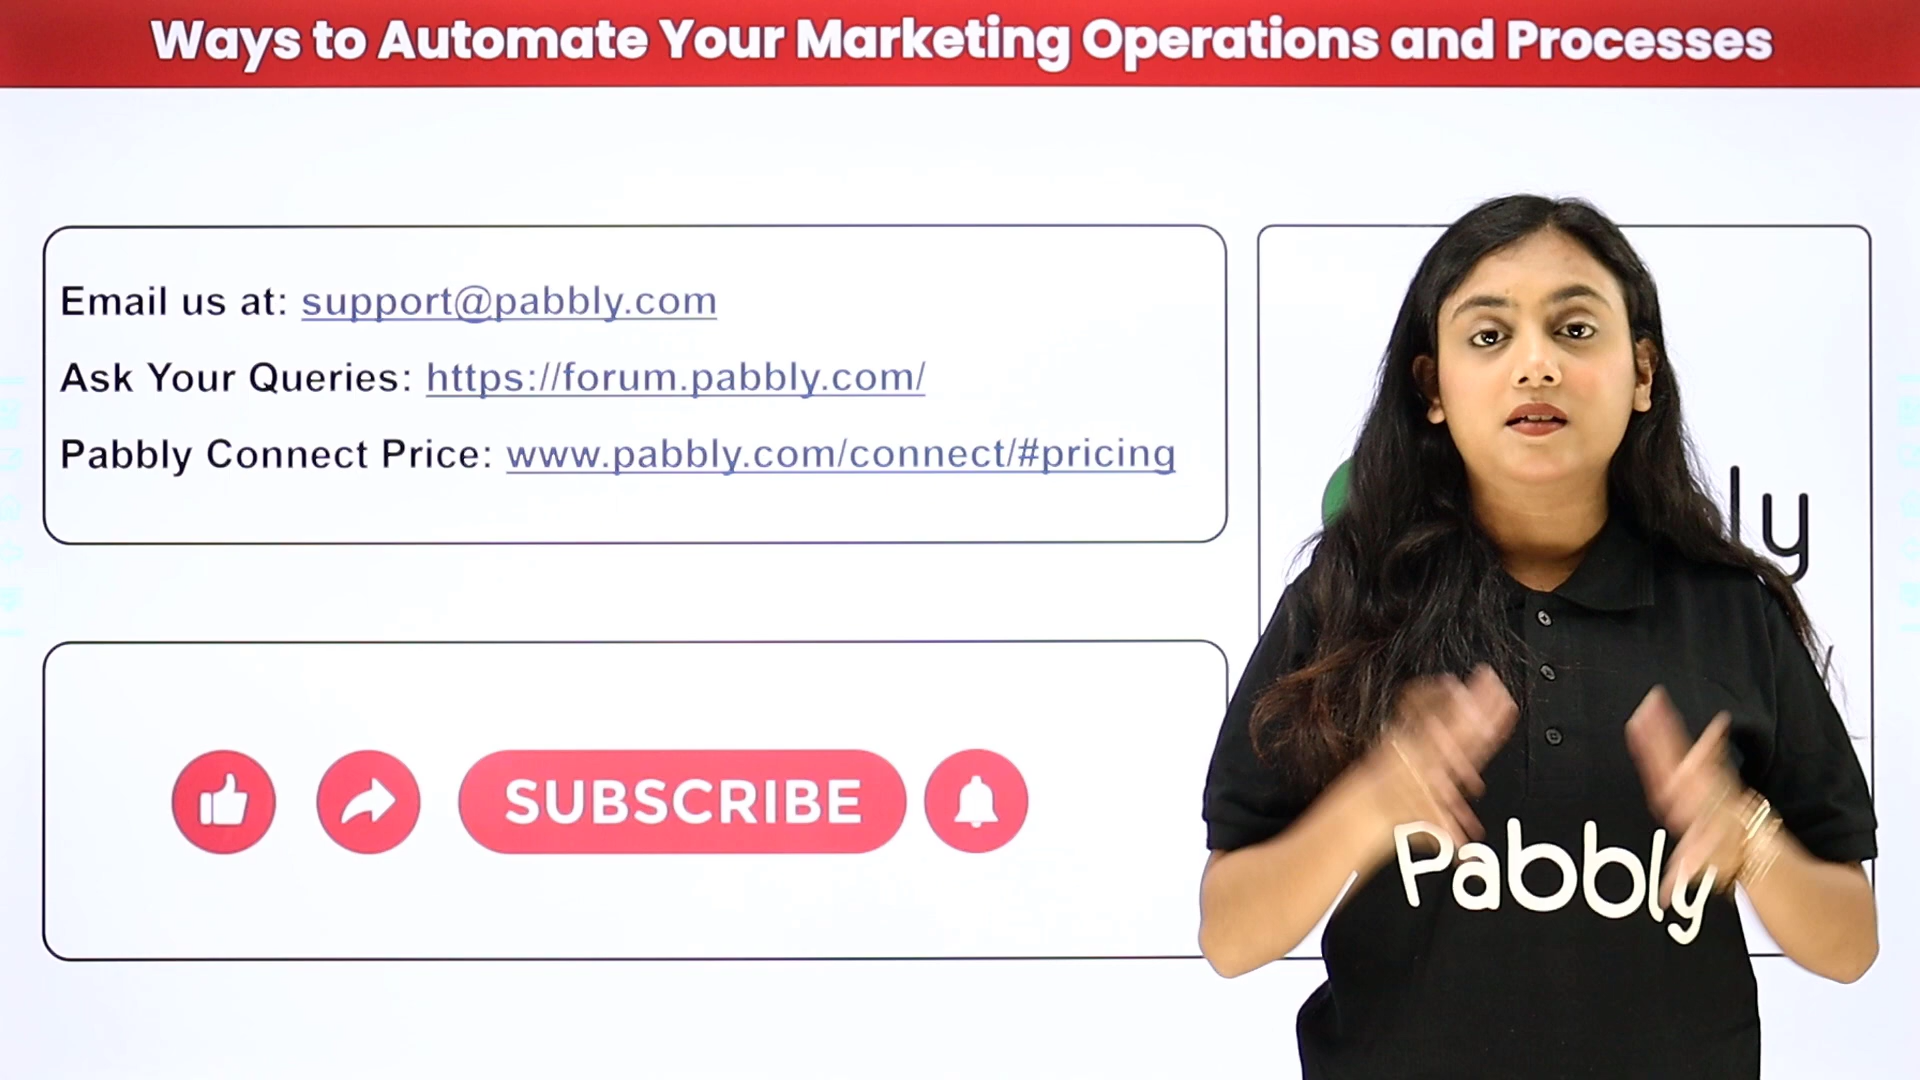 Ways to Automate Your Marketing Operations and Processes
Email us at: support@pabbly.com
Ask Your Queries: https://forum.pabbly.com/
Pabbly Connect Price: www.pabbly.com/connect/#pricing
SUBSCRIBE
Pabbly